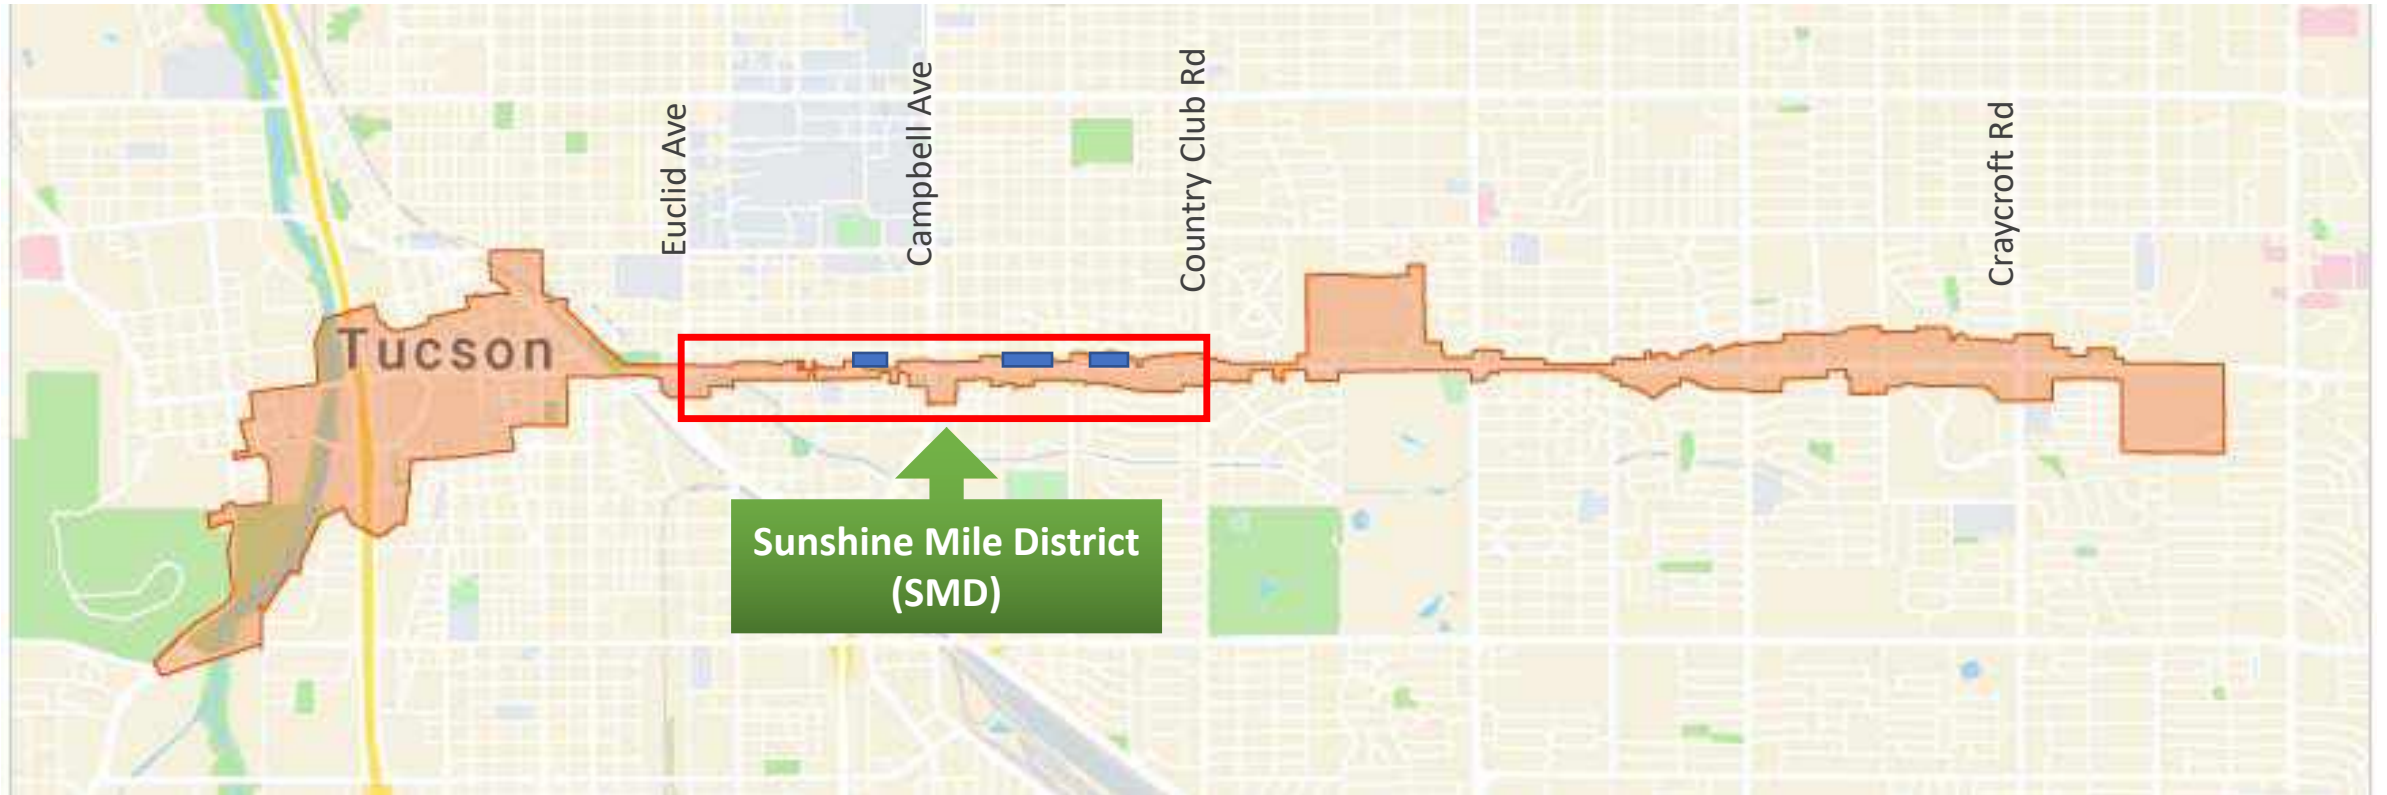 Euclid Ave
Campbell Ave
Country Club Rd
Craycroft Rd
Tucson
Sunshine Mile District
(SMD)